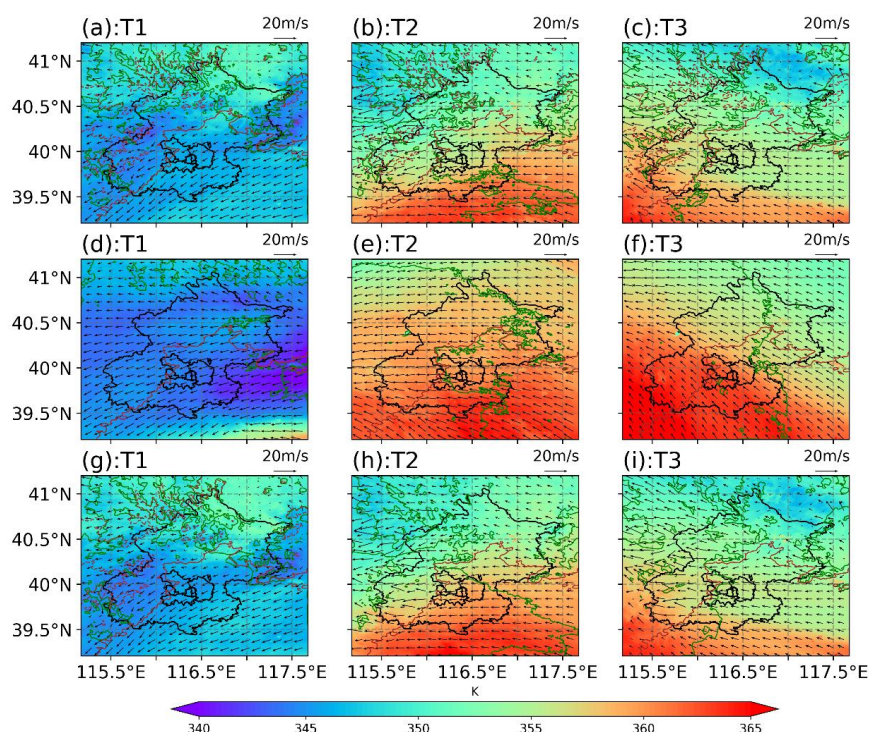 (a):T1 20m/s (b):T2 20m/s (c):T3 20m/s
41°N
40.5°N
40°N
39.5°N
(d):T1 20m/s (e):T2 20m/s (f):T3 20m/s
41°N
40.5°N
40°N
39.5°N
(g):T1 20m/s (h):T2 20m/s (i):T3 20m/s
41°N
40.5°N
40°N
39.5°N
115.5°E 116.5°E 117.5°E 115.5°E 116.5°E 117.5°E 115.5°E 116.5°E 117.5°E
K
340 345 350 355 360 365